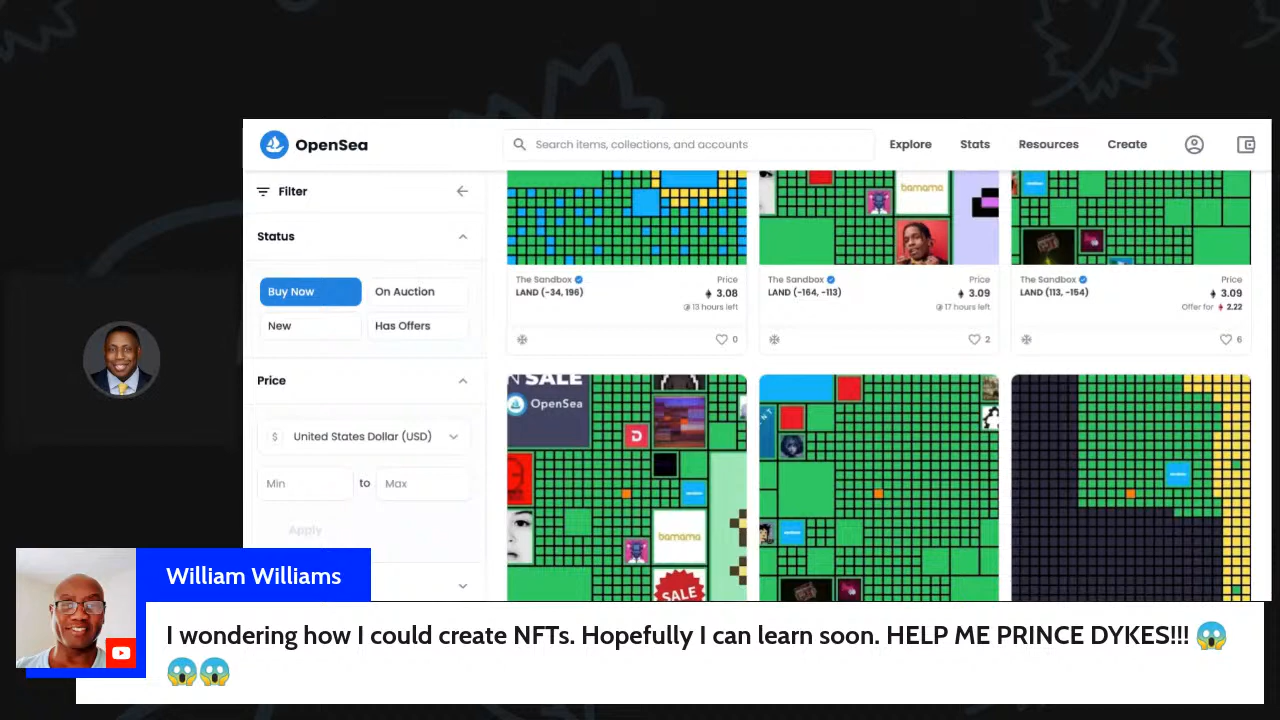 OpenSea
Search items, collections, and accounts
Explore
Stats
Resources
Create
Filter
Status
Buy Now
On Auction
New
Has Offers
Price
$ United States Dollar (USD)
Min
to
Max
Apply
bamama
The Sandbox
Price
LAND (-34, 196)
3.08
13 hours left
0
The Sandbox
Price
LAND (-164, -113)
3.09
17 hours left
2
The Sandbox
Price
LAND (113, -154)
3.09
Offer for 2.22
6
N SALE
OpenSea
bamama
SALE
William Williams
I wondering how I could create NFTs. Hopefully I can learn soon. HELP ME PRINCE DYKES!!! 😱
😱😱